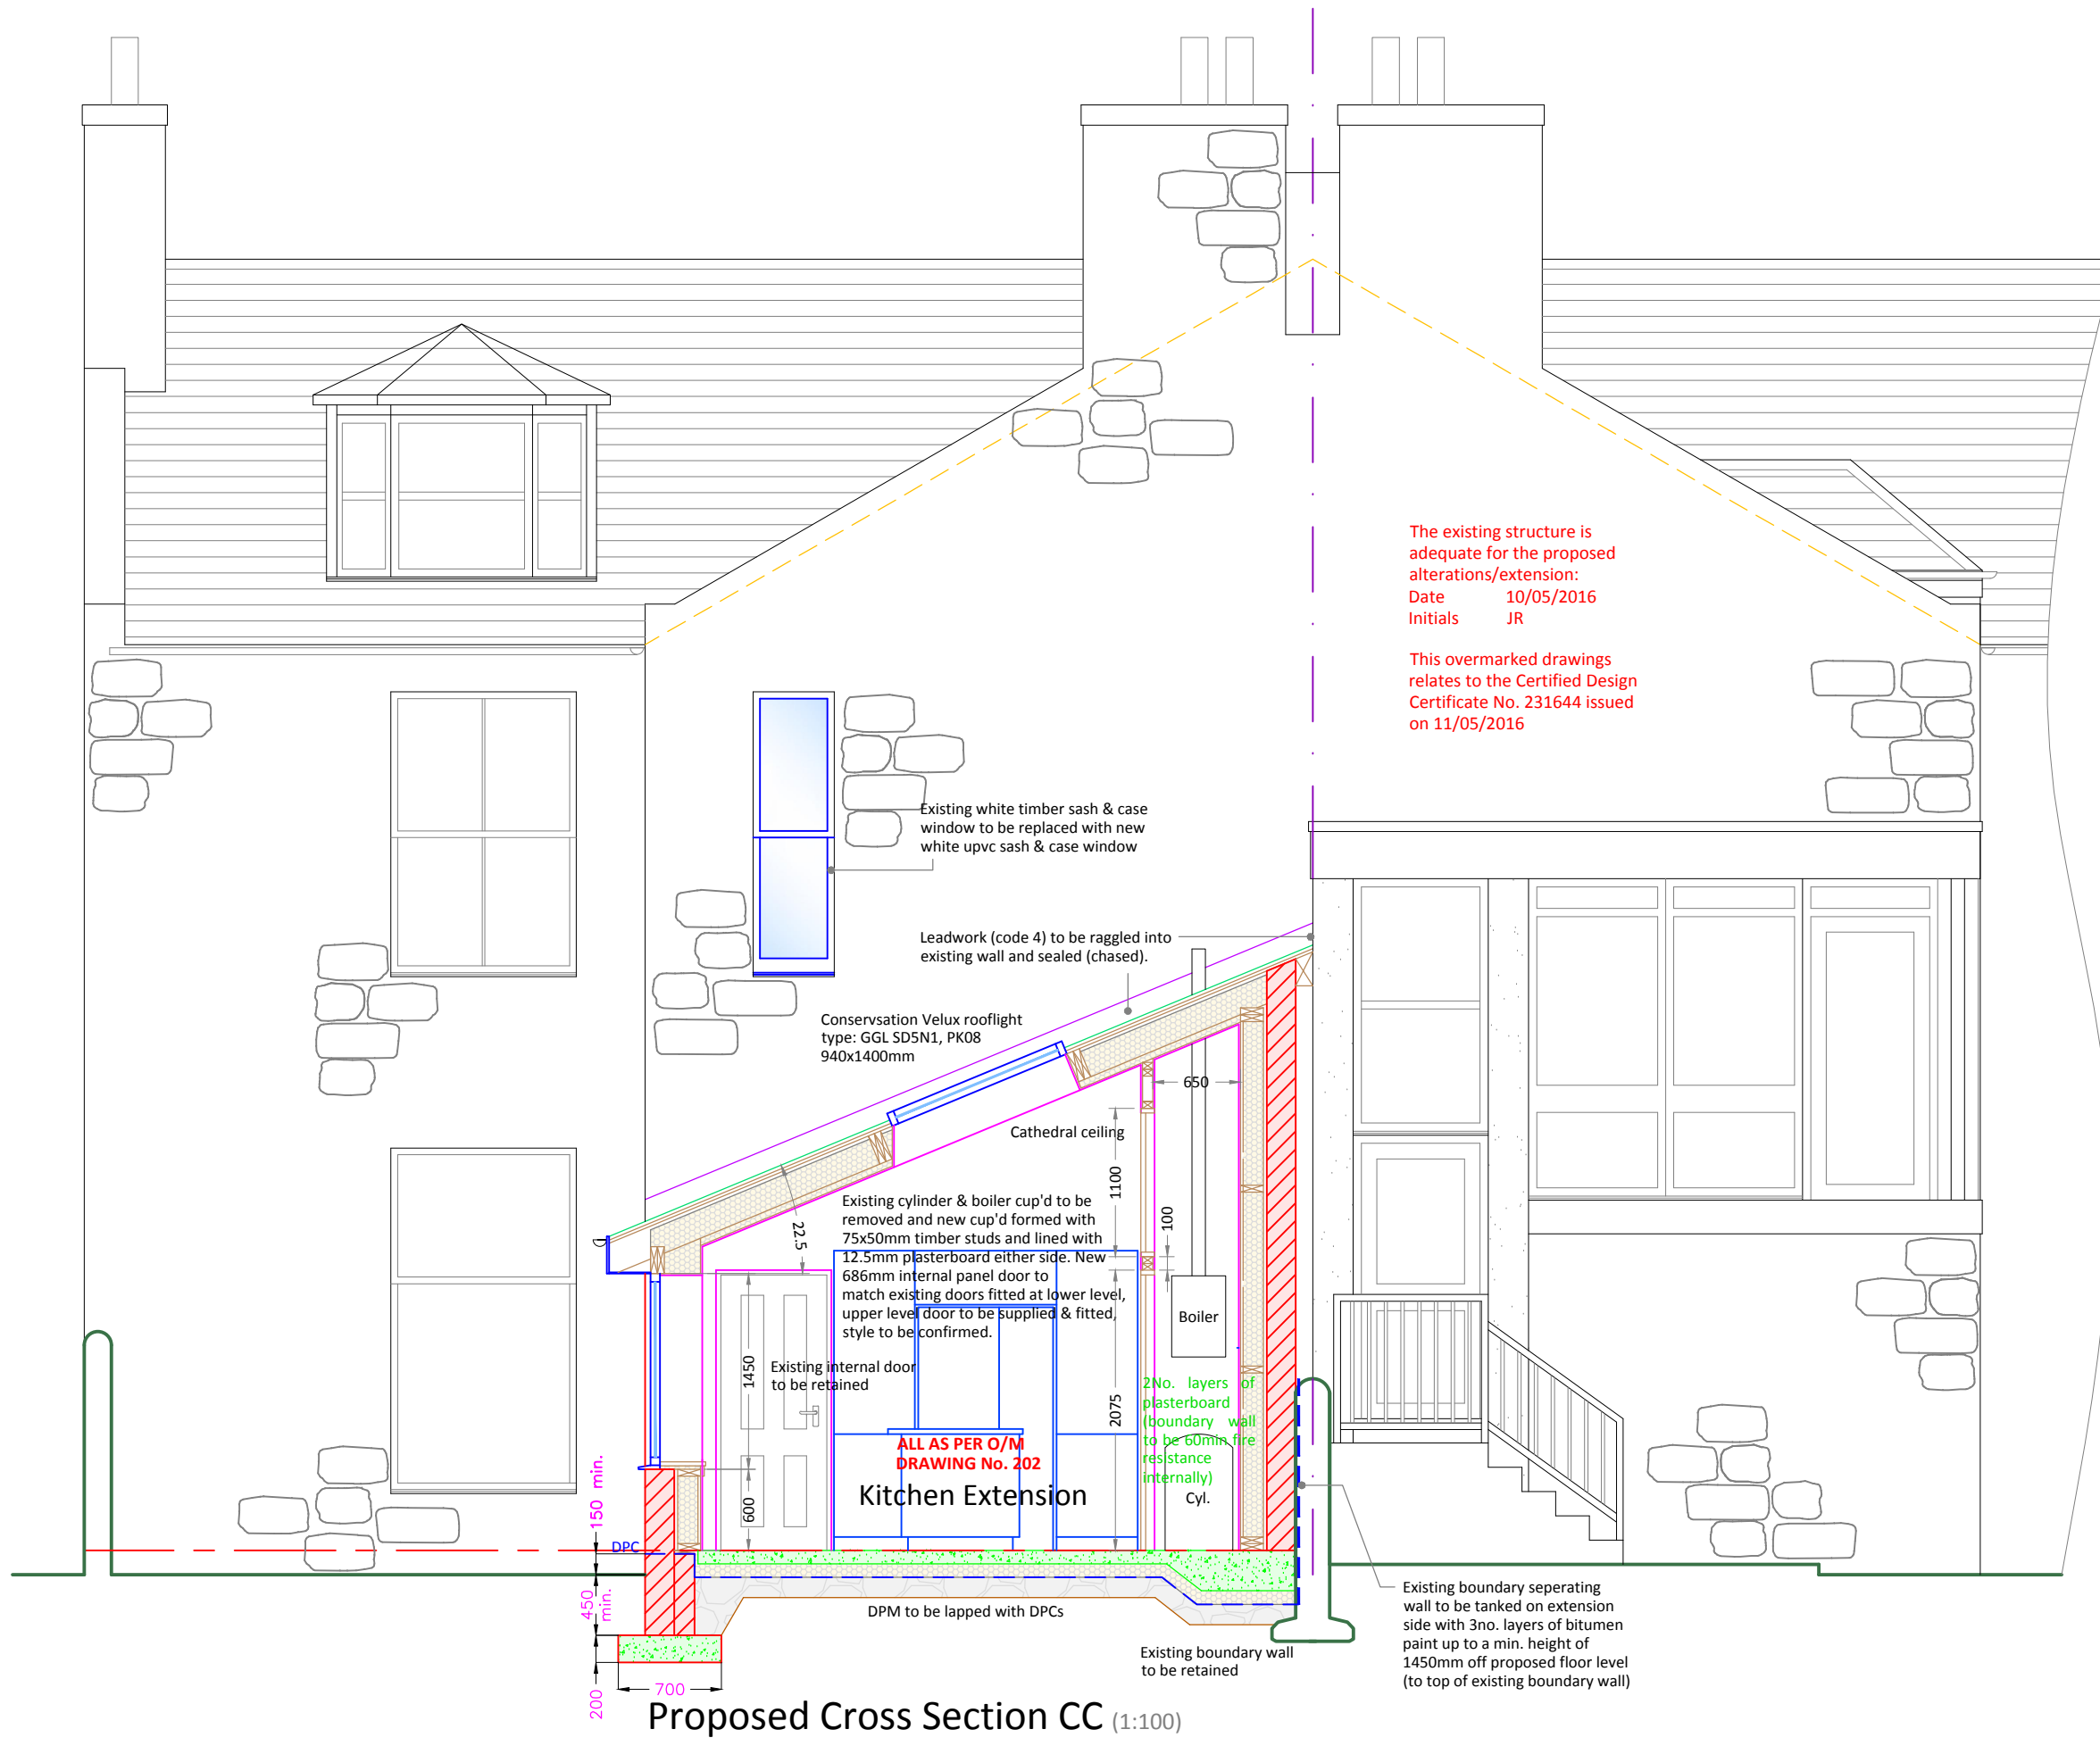 The existing structure is
adequate for the proposed
alterations/extension:
Date 10/05/2016
Initials JR
This overmarked drawings
relates to the Certified Design
Certificate No. 231644 issued
on 11/05/2016
Existing white timber sash & case
window to be replaced with new
white upvc sash & case window
Leadwork (code 4) to be raggled into
existing wall and sealed (chased).
Conservsation Velux rooflight
type: GGL SD5N1, PK08
940x1400mm
650
Cathedral ceiling
1100
100
22.5
Existing cylinder & boiler cup'd to be
removed and new cup'd formed with
75x50mm timber studs and lined with
12.5mm plasterboard either side. New
686mm internal panel door to
match existing doors fitted at lower level,
upper level door to be supplied & fitted,
style to be confirmed.
Boiler
1450
Existing internal door
to be retained
2075
2No. layers of
plasterboard
(boundary wall
to be 60min fire
resistance
internally)
ALL AS PER O/M
DRAWING No. 202
Kitchen Extension
Cyl.
600
150 min.
DPC
450
min.
DPM to be lapped with DPCs
Existing boundary seperating
wall to be tanked on extension
side with 3no. layers of bitumen
paint up to a min. height of
1450mm off proposed floor level
(to top of existing boundary wall)
Existing boundary wall
to be retained
200
700
Proposed Cross Section CC (1:100)